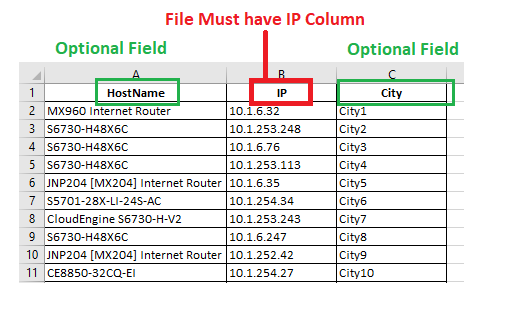 File Must have IP Column
Optional Field Optional Field
A B C
1 HostName IP City
2 MX960 Internet Router 10.1.6.32 City1
3 S6730-H48X6C 10.1.253.248 City2
4 S6730-H48X6C 10.1.6.76 City3
5 S6730-H48X6C 10.1.253.113 City4
6 JNP204 [MX204] Internet Router 10.1.6.35 City5
7 S5701-28X-LI-24S-AC 10.1.254.34 City6
8 CloudEngine S6730-H-V2 10.1.253.243 City7
9 S6730-H48X6C 10.1.6.247 City8
10 JNP204 [MX204] Internet Router 10.1.252.42 City9
11 CE8850-32CQ-EI 10.1.254.27 City10